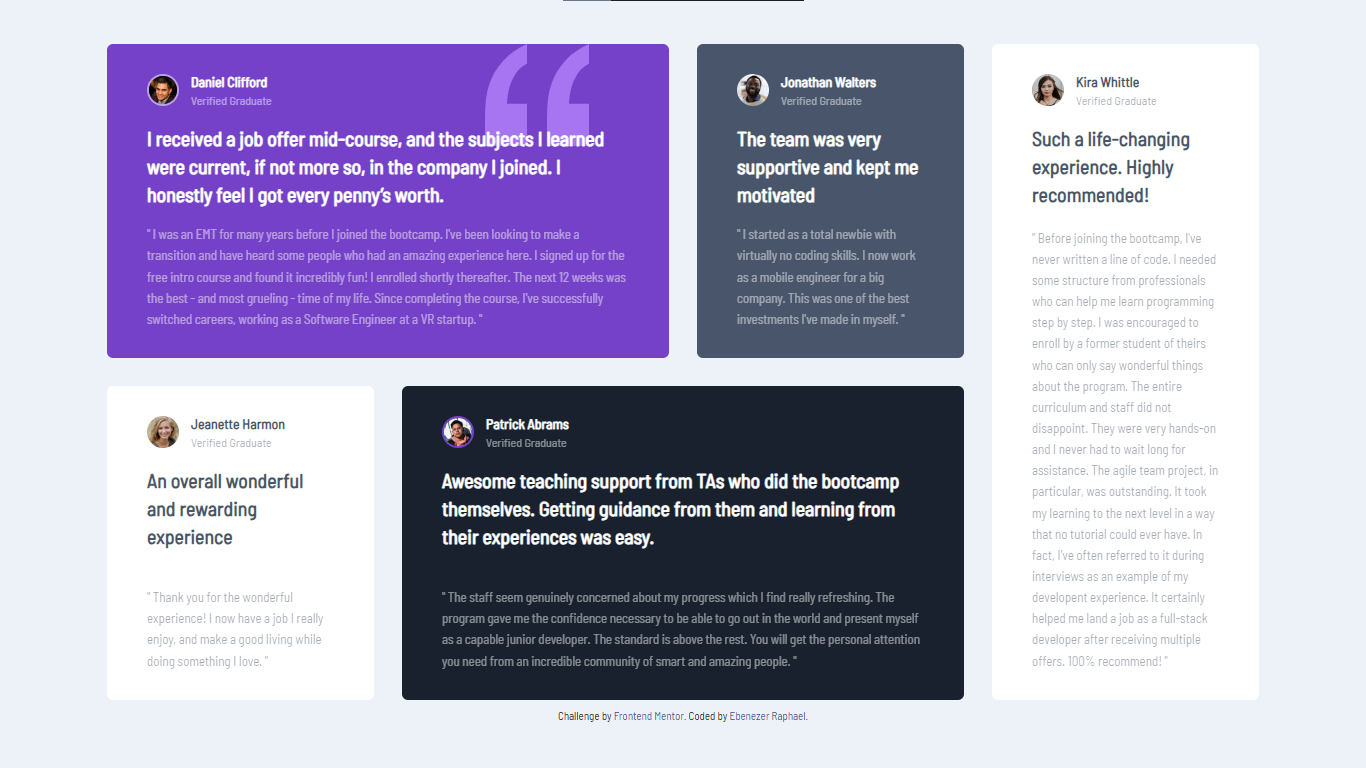 Daniel Clifford
Verified Graduate
I received a job offer mid-course, and the subjects I learned
were current, if not more so, in the company I joined. I
honestly feel I got every penny’s worth.
" I was an EMT for many years before I joined the bootcamp. I've been looking to make a
transition and have heard some people who had an amazing experience here. I signed up for the
free intro course and found it incredibly fun! I enrolled shortly thereafter. The next 12 weeks was
the best - and most grueling - time of my life. Since completing the course, I've successfully
switched careers, working as a Software Engineer at a VR startup. "
Jonathan Walters
Verified Graduate
The team was very
supportive and kept me
motivated
" I started as a total newbie with
virtually no coding skills. I now work
as a mobile engineer for a big
company. This was one of the best
investments I've made in myself. "
Kira Whittle
Verified Graduate
Such a life-changing
experience. Highly
recommended!
" Before joining the bootcamp, I've
never written a line of code. I needed
some structure from professionals
who can help me learn programming
step by step. I was encouraged to
enroll by a former student of theirs
who can only say wonderful things
about the program. The entire
curriculum and staff did not
disappoint. They were very hands-on
and I never had to wait long for
assistance. The agile team project, in
particular, was outstanding. It took
my learning to the next level in a way
that no tutorial could ever have. In
fact, I've often referred to it during
interviews as an example of my
developent experience. It certainly
helped me land a job as a full-stack
developer after receiving multiple
offers. 100% recommend! "
Jeanette Harmon
Verified Graduate
An overall wonderful
and rewarding
experience
" Thank you for the wonderful
experience! I now have a job I really
enjoy, and make a good living while
doing something I love. "
Patrick Abrams
Verified Graduate
Awesome teaching support from TAs who did the bootcamp
themselves. Getting guidance from them and learning from
their experiences was easy.
" The staff seem genuinely concerned about my progress which I find really refreshing. The
program gave me the confidence necessary to be able to go out in the world and present myself
as a capable junior developer. The standard is above the rest. You will get the personal attention
you need from an incredible community of smart and amazing people. "
Challenge by Frontend Mentor. Coded by Ebenezer Raphael.